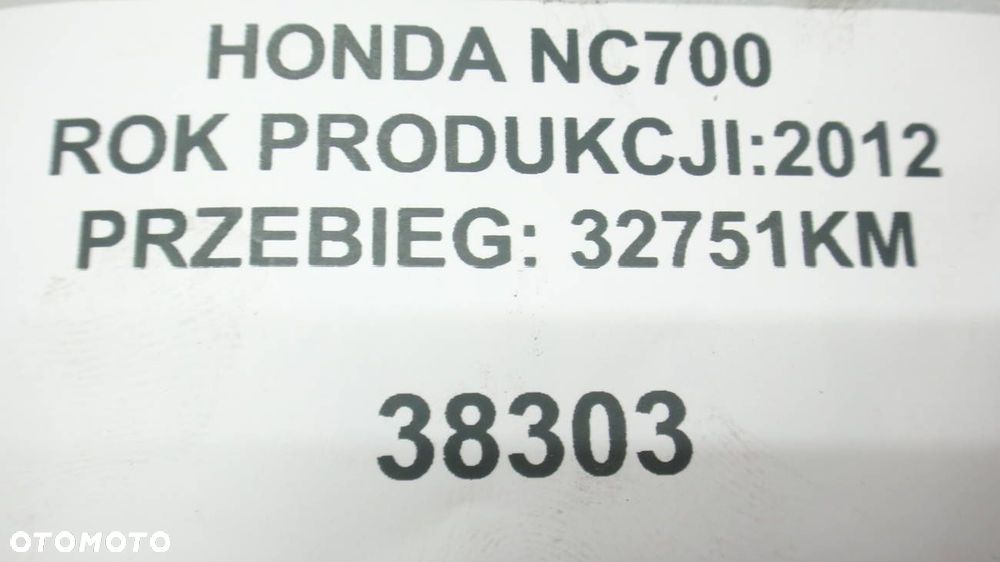 HONDA NC700
ROK PRODUKCJI:2012
PRZEBIEG: 32751KM
38303
OTOMOTO